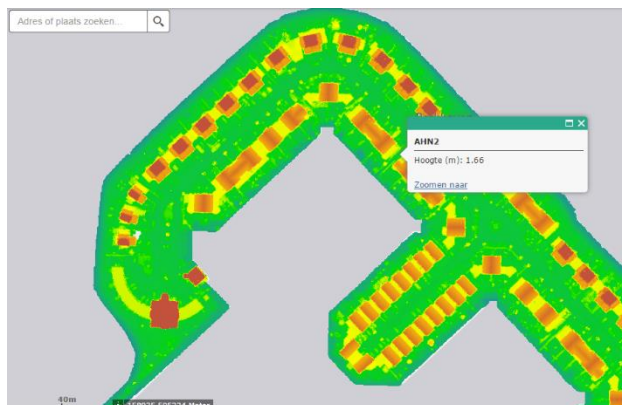 Adres of plaats zoeken...
AHN2
Hoogte (m): 1.66
Zoomen naar
40m